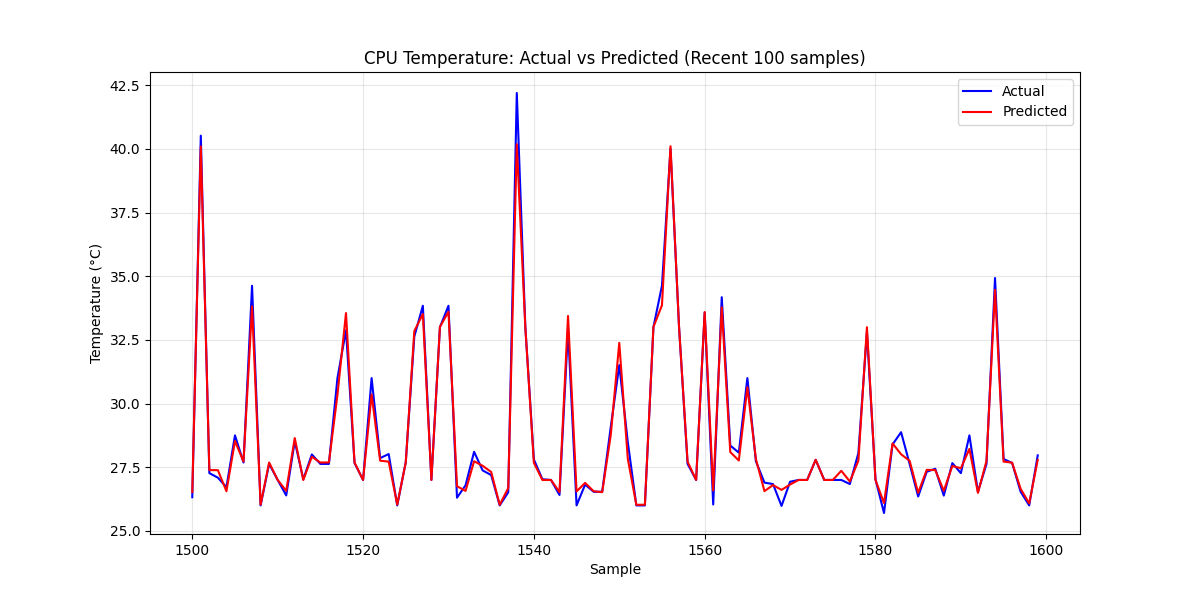 CPU Temperature: Actual vs Predicted (Recent 100 samples)
Actual
Predicted
42.5
40.0
37.5
35.0
32.5
30.0
27.5
25.0
Temperature (°C)
1500 1520 1540 1560 1580 1600
Sample